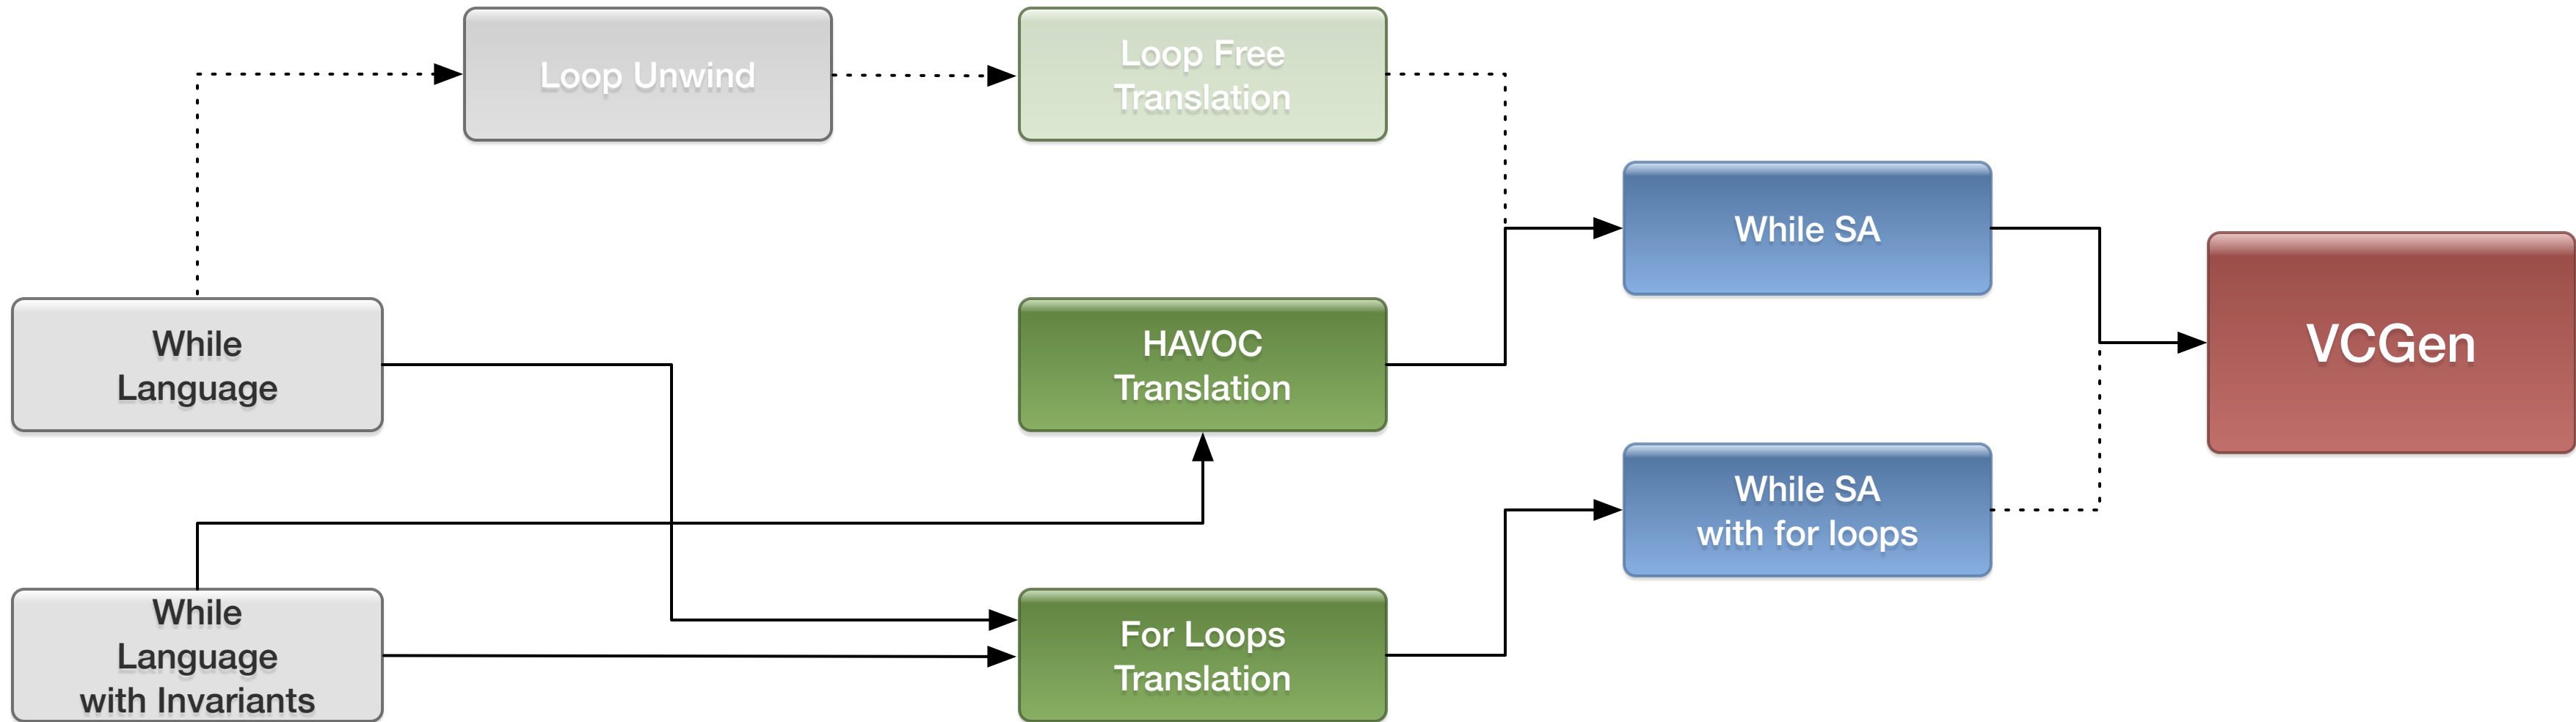 Loop Unwind
Loop Free
Translation
While SA
While
Language
HAVOC
Translation
VCGen
While SA
with for loops
While
Language
with Invariants
For Loops
Translation